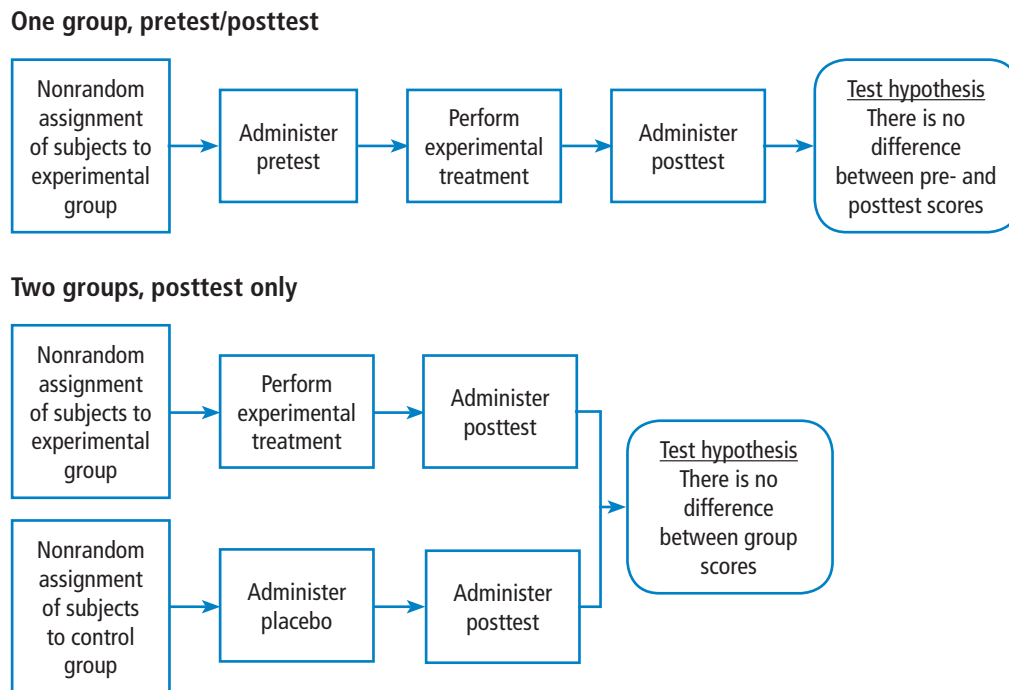 One group, pretest/posttest
Nonrandom
assignment
of subjects to
experimental
group
Administer
pretest
Perform
experimental
treatment
Administer
posttest
Test hypothesis
There is no
difference
between pre- and
posttest scores
Two groups, posttest only
Nonrandom
assignment
of subjects to
experimental
group
Perform
experimental
treatment
Administer
posttest
Nonrandom
assignment
of subjects
to control
group
Administer
placebo
Administer
posttest
Test hypothesis
There is no
difference
between group
scores